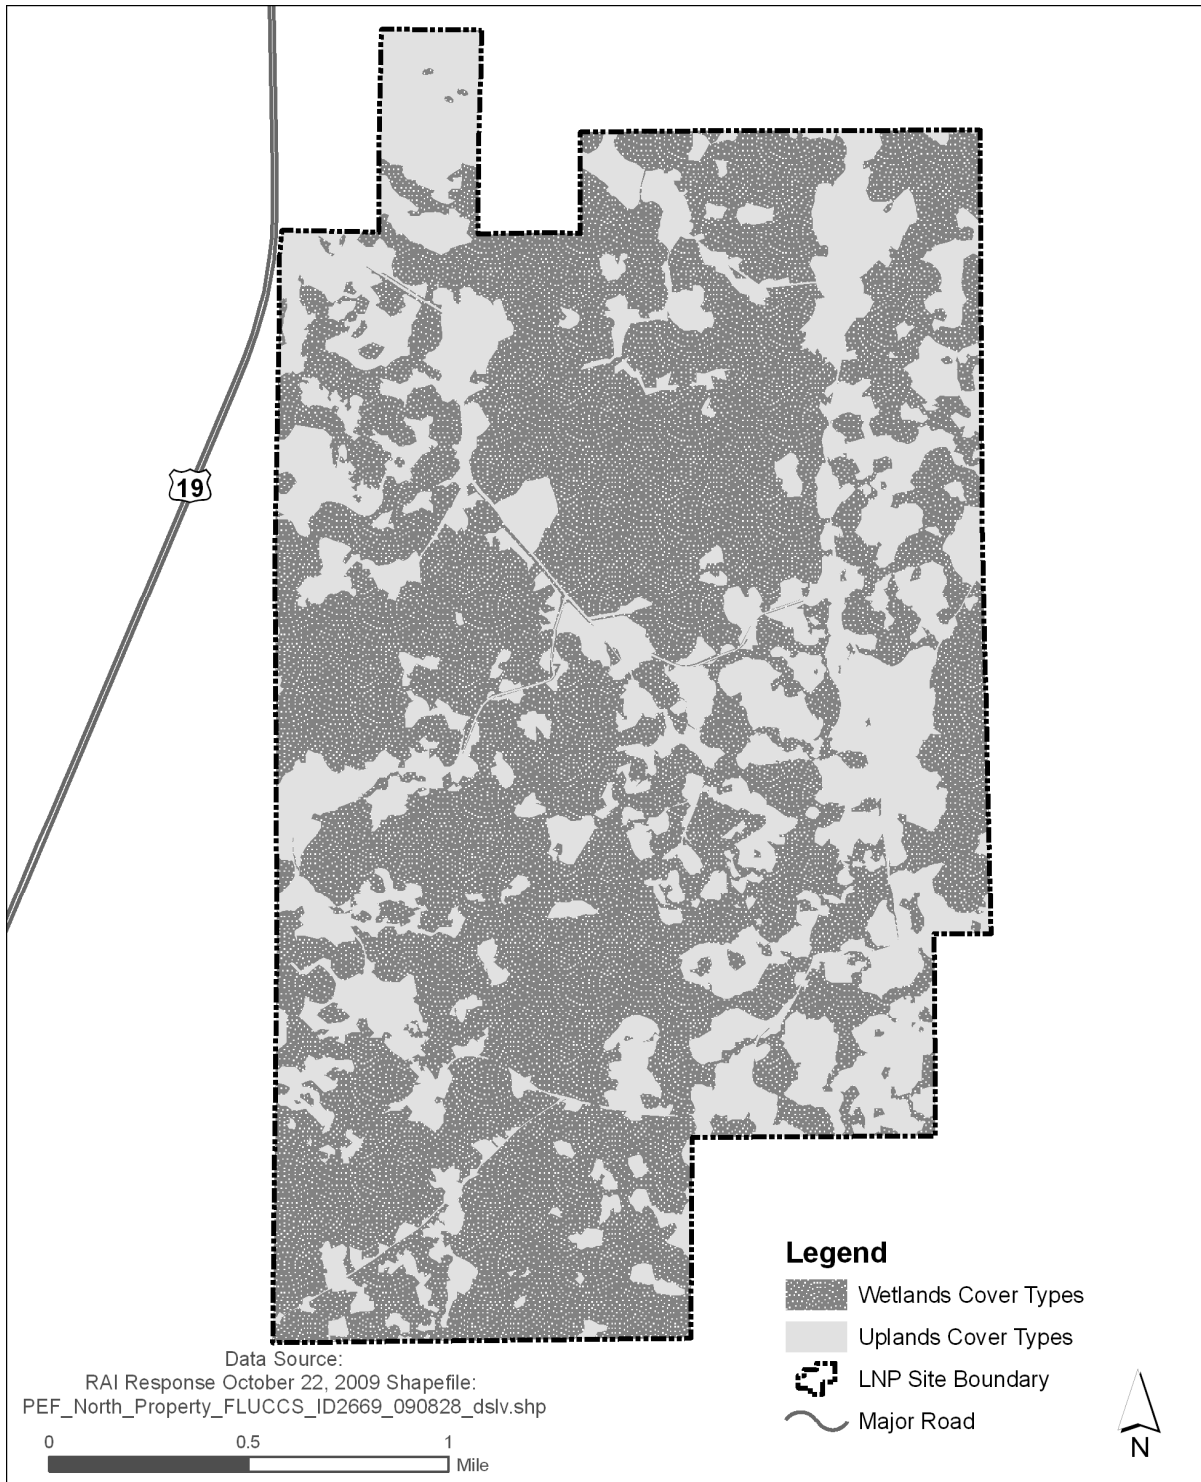 19
Legend
Wetlands Cover Types
Uplands Cover Types
LNP Site Boundary
Major Road
N
Data Source:
RAI Response October 22, 2009 Shapefile:
PEF_North_Property_FLUCCS_ID2669_090828_dslv.shp
0 0.5 1
Mile